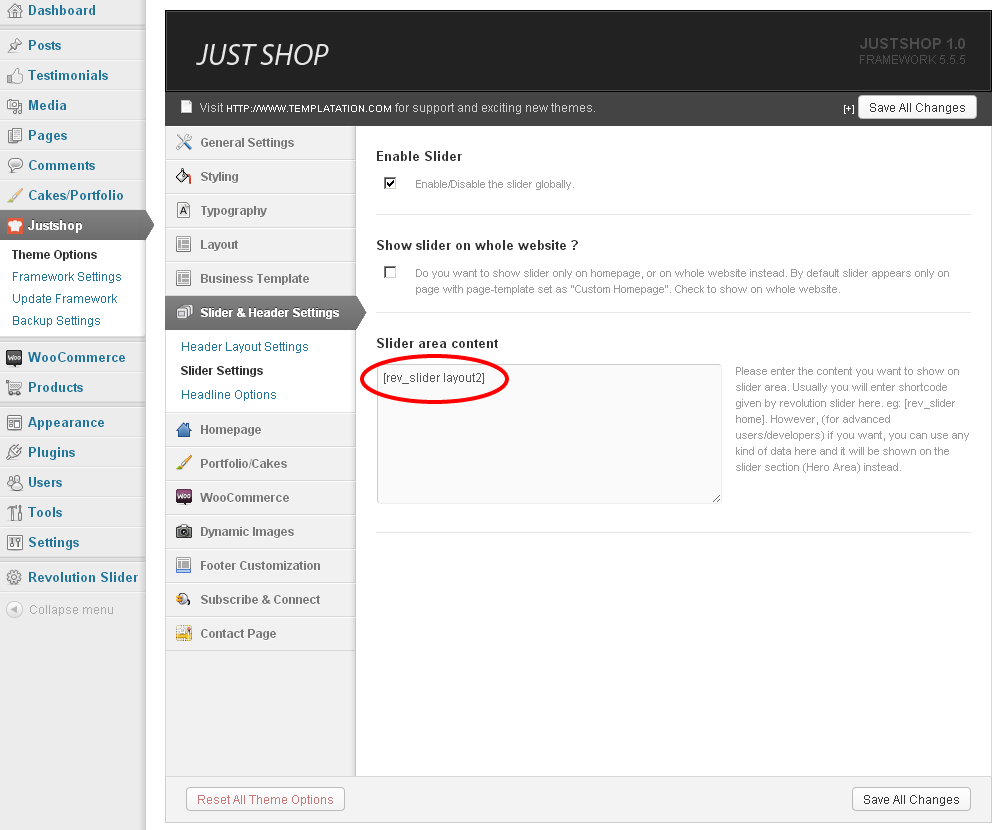 Dashboard
Posts
Testimonials
Media
Pages
Comments
Cakes/Portfolio
Justshop
Theme Options
Framework Settings
Update Framework
Backup Settings
WooCommerce
Products
Appearance
Plugins
Users
Tools
Settings
Revolution Slider
Collapse menu
JUST SHOP
JUSTSHOP 1.0
FRAMEWORK 5.5.5
Visit HTTP://WWW.TEMPLATATION.COM for support and exciting new themes.
[+] Save All Changes
General Settings
Styling
Typography
Layout
Business Template
Slider & Header Settings
Header Layout Settings
Slider Settings
Headline Options
Homepage
Portfolio/Cakes
WooCommerce
Dynamic Images
Footer Customization
Subscribe & Connect
Contact Page
Enable Slider
Enable/Disable the slider globally.
Show slider on whole website ?
Do you want to show slider only on homepage, or on whole website instead. By default slider appears only on
page with page-template set as "Custom Homepage". Check to show on whole website.
Slider area content
[rev_slider layout2]
Please enter the content you want to show on
slider area. Usually you will enter shortcode
given by revolution slider here. eg: [rev_slider
home]. However, (for advanced
users/developers) if you want, you can use any
kind of data here and it will be shown on the
slider section (Hero Area) instead.
Reset All Theme Options
Save All Changes